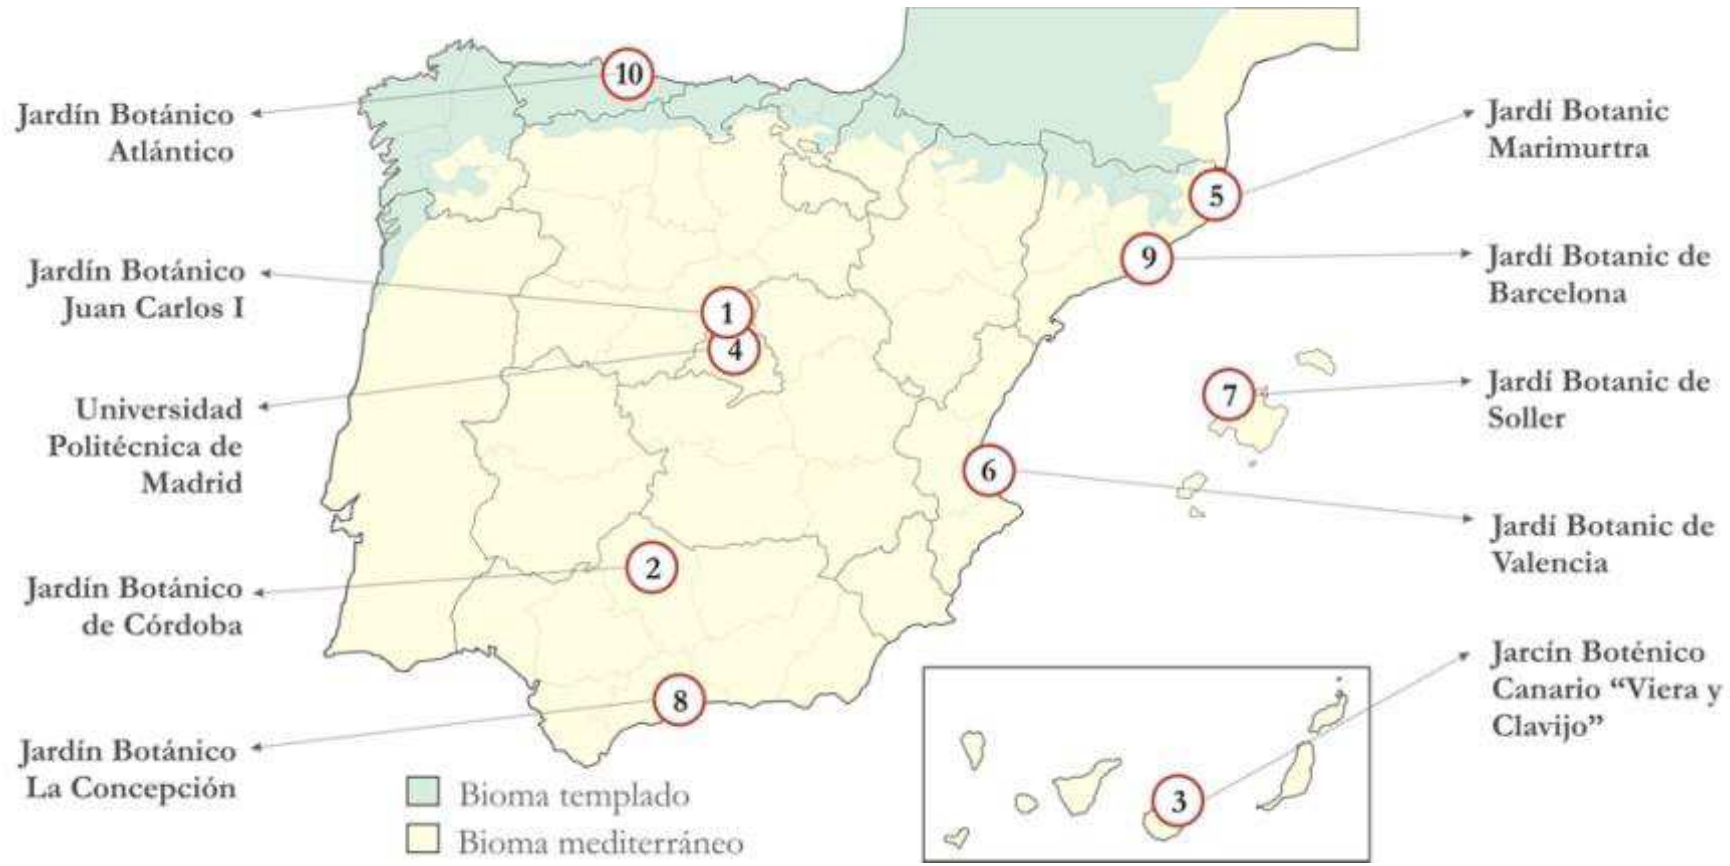 10
Jardín Botánico
Atlántico
Jardí Botanic
Marimurtra
5
9
Jardí Botanic de
Barcelona
Jardín Botánico
Juan Carlos I
1
4
Universidad
Politécnica de
Madrid
7
Jardí Botanic de
Soller
6
Jardí Botanic de
Valencia
2
Jardín Botánico
de Córdoba
Jarcín Boténico
Canario “Viera y
Clavijo”
8
Jardín Botánico
La Concepción
3
Bioma templado
Bioma mediterráneo